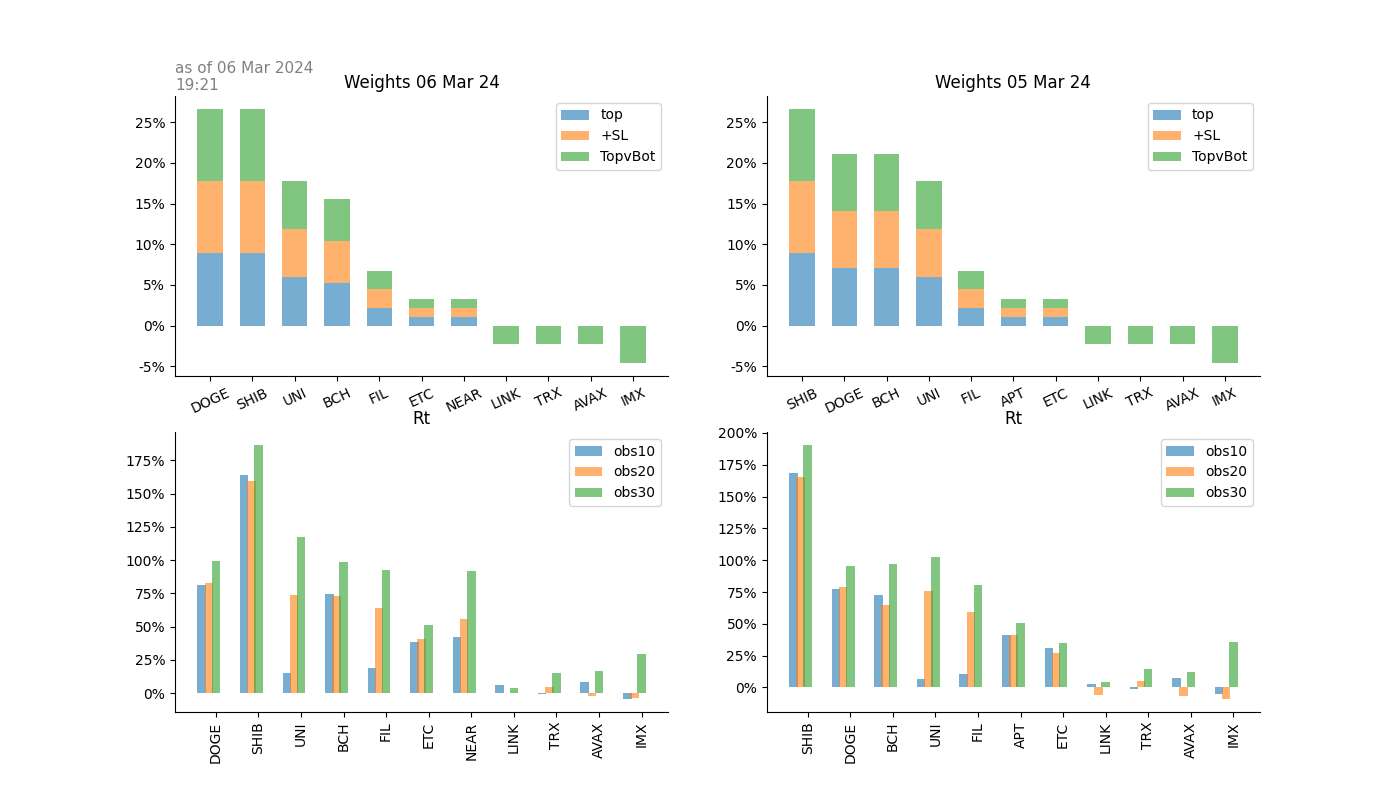 as of 06 Mar 2024
19:21
Weights 06 Mar 24
25%
20%
15%
10%
5%
0%
-5%
top
+SL
TopvBot
DOGE SHIB UNI BCH FIL ETC NEAR LINK TRX AVAX IMX
Weights 05 Mar 24
25%
20%
15%
10%
5%
0%
-5%
top
+SL
TopvBot
SHIB DOGE BCH UNI FIL APT ETC LINK TRX AVAX IMX
Rt
175%
150%
125%
100%
75%
50%
25%
0%
obs10
obs20
obs30
DOGE SHIB UNI BCH FIL ETC NEAR LINK TRX AVAX IMX
Rt
200%
175%
150%
125%
100%
75%
50%
25%
0%
obs10
obs20
obs30
SHIB DOGE BCH UNI FIL APT ETC LINK TRX AVAX IMX